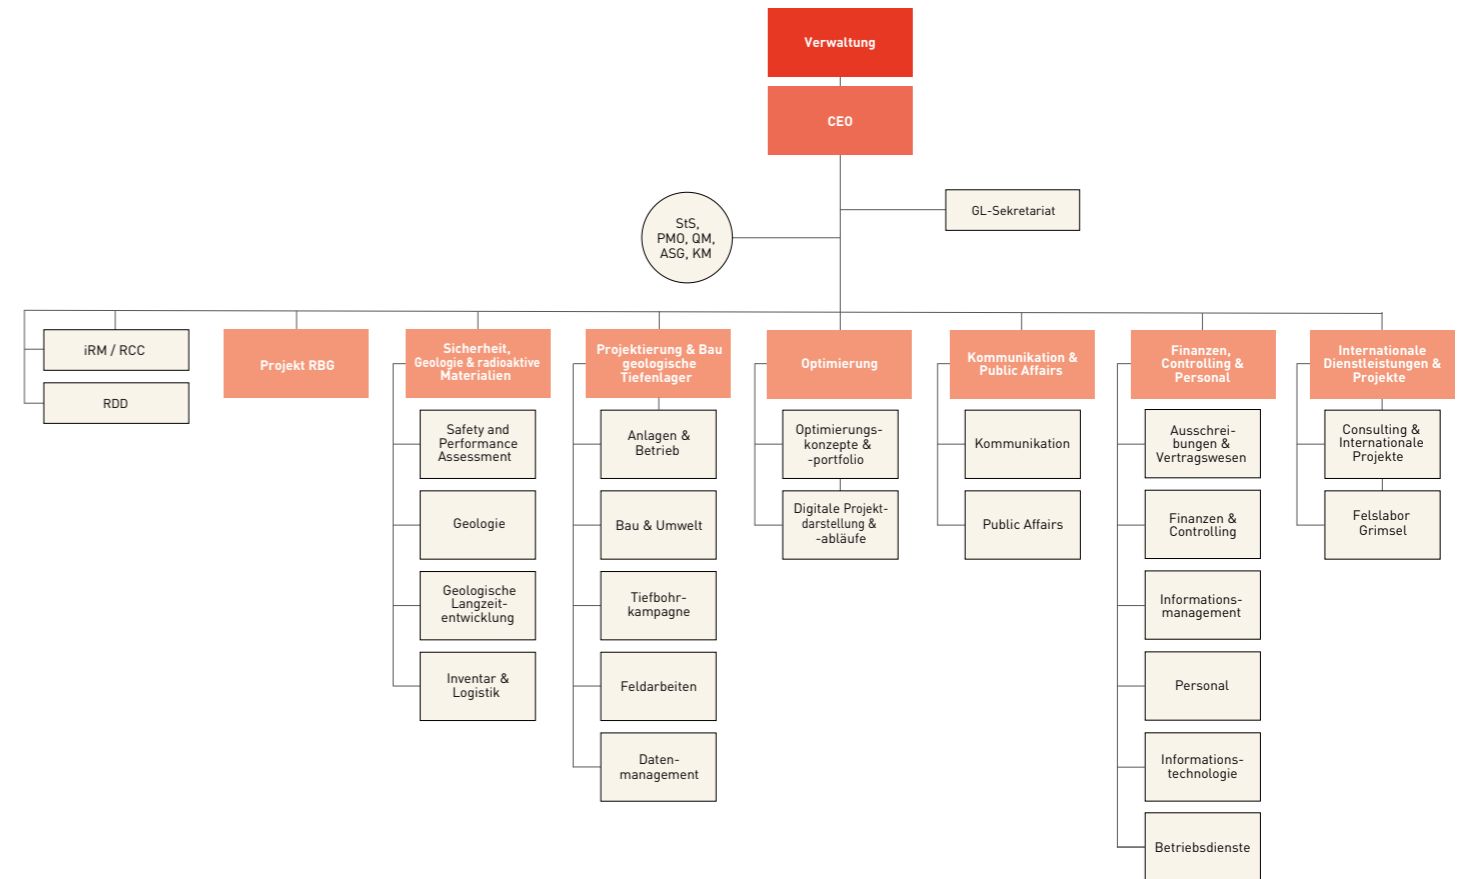 Verwaltung
CEO
GL-Sekretariat
StS,
PMO, QM,
ASG, KM
iRM / RCC
RDD
Projekt RBG
Sicherheit,
Geologie & radioaktive
Materialien
Safety and
Performance
Assessment
Geologie
Geologische
Langzeit-
entwicklung
Inventar &
Logistik
Projektierung & Bau
geologische
Tiefenlager
Anlagen &
Betrieb
Bau & Umwelt
Tiefbohr-
kampagne
Feldarbeiten
Daten-
management
Optimierung
Optimierungs-
konzepte &
-portfolio
Digitale Projekt-
darstellung &
-abläufe
Kommunikation &
Public Affairs
Kommunikation
Public Affairs
Finanzen,
Controlling &
Personal
Ausschrei-
bungen &
Vertragswesen
Finanzen &
Controlling
Informations-
management
Personal
Informations-
technologie
Betriebsdienste
Internationale
Dienstleistungen &
Projekte
Consulting &
Internationale
Projekte
Felslabor
Grimsel